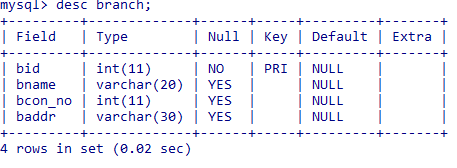 mysql> desc branch;
+---------+-------------+------+-----+---------+-------+
| Field   | Type        | Null | Key | Default | Extra |
+---------+-------------+------+-----+---------+-------+
| bid     | int(11)     | NO   | PRI | NULL    |       |
| bname   | varchar(20) | YES  |     | NULL    |       |
| bcon_no | int(11)     | YES  |     | NULL    |       |
| baddr   | varchar(30) | YES  |     | NULL    |       |
+---------+-------------+------+-----+---------+-------+
4 rows in set (0.02 sec)